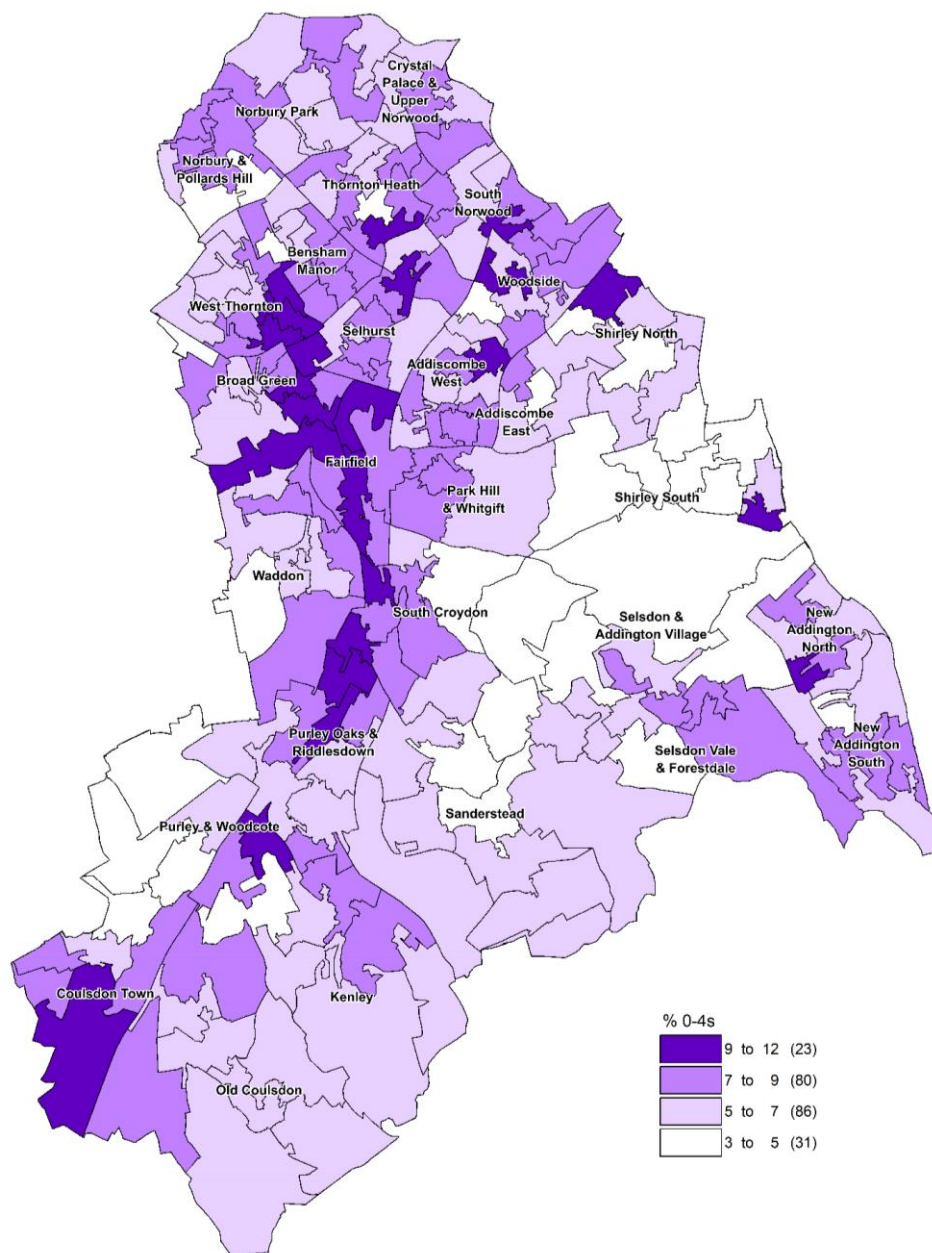 Crystal
Palace &
Upper
Norwood
Norbury Park
Norbury &
Pollards Hill
Thornton Heath
South
Norwood
Bensham
Manor
Woodside
West Thornton
Selhurst
Shirley North
Broad Green
Addiscombe
West
Addiscombe
East
Fairfield
Park Hill
& Whitgift
Shirley South
Waddon
South Croydon
Selsdon &
Addington Village
New
Addington
North
Purley Oaks &
Riddlesdown
Selsdon Vale
& Forestdale
New
Addington
South
Sanderstead
Purley & Woodcote
Coulsdon Town
Kenley
Old Coulsdon
% 0-4s
9 to 12 (23)
7 to 9 (80)
5 to 7 (86)
3 to 5 (31)